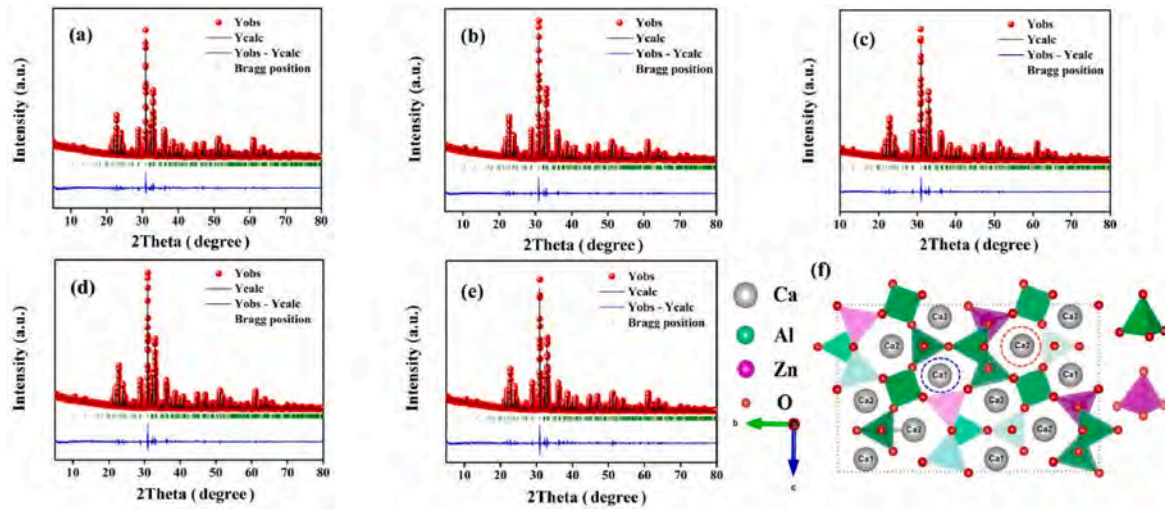 (a)
Yobs
Ycalc
Yobs - Ycalc
Bragg position
Intensity (a.u.)
10 20 30 40 50 60 70 80
2Theta ( degree )
(b)
Yobs
Ycalc
Yobs - Ycalc
Bragg position
Intensity (a.u.)
10 20 30 40 50 60 70 80
2Theta ( degree )
(c)
Yobs
Ycalc
Yobs - Ycalc
Bragg position
Intensity (a.u.)
10 20 30 40 50 60 70 80
2Theta ( degree )
(d)
Yobs
Ycalc
Yobs - Ycalc
Bragg position
Intensity (a.u.)
10 20 30 40 50 60 70 80
2Theta ( degree )
(e)
Yobs
Ycalc
Yobs - Ycalc
Bragg position
Intensity (a.u.)
10 20 30 40 50 60 70 80
2Theta ( degree )
(f)
Ca
Al
Zn
O
b
c
Ca2 Ca2
Ca2 Ca2
Ca1 Ca1
Ca2 Ca2
Ca2 Ca2
Ca1 Ca1